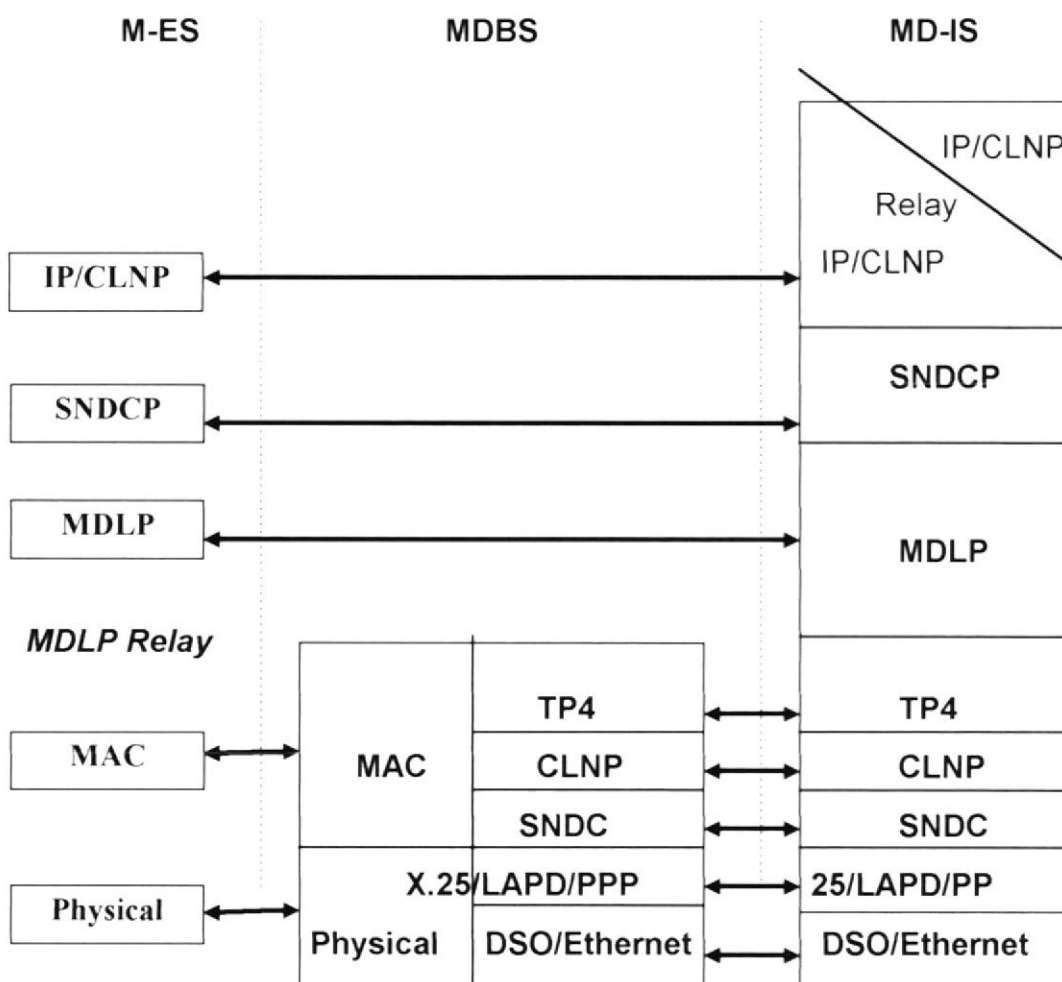 M-ES MDBS MD-IS
IP/CLNP
Relay
IP/CLNP IP/CLNP
SNDCP SNDCP
MDLP MDLP
MDLP Relay
TP4 TP4
MAC MAC CLNP CLNP
SNDC SNDC
X.25/LAPD/PPP 25/LAPD/PP
Physical
Physical DSO/Ethernet DSO/Ethernet